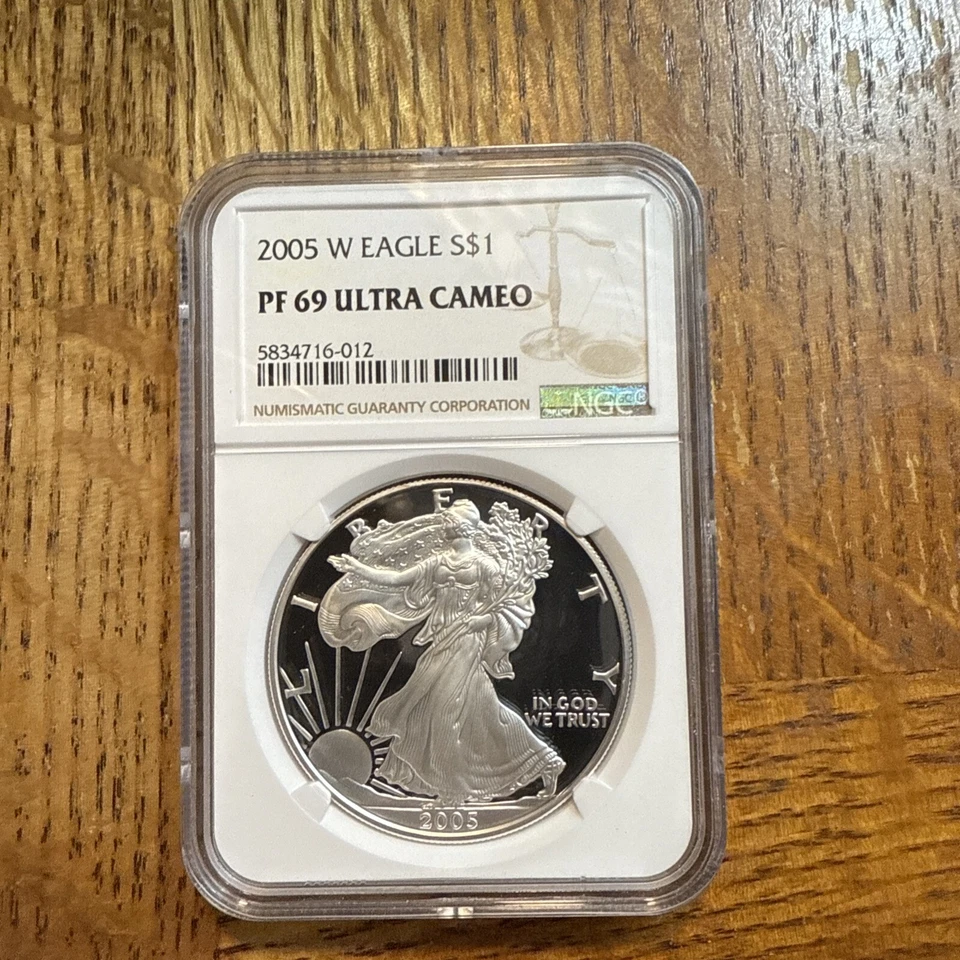 2005 W EAGLE S$1
PF 69 ULTRA CAMEO
5834716-012
NUMISMATIC GUARANTY CORPORATION
NGC
LIBERTY
IN GOD
WE TRUST
2005